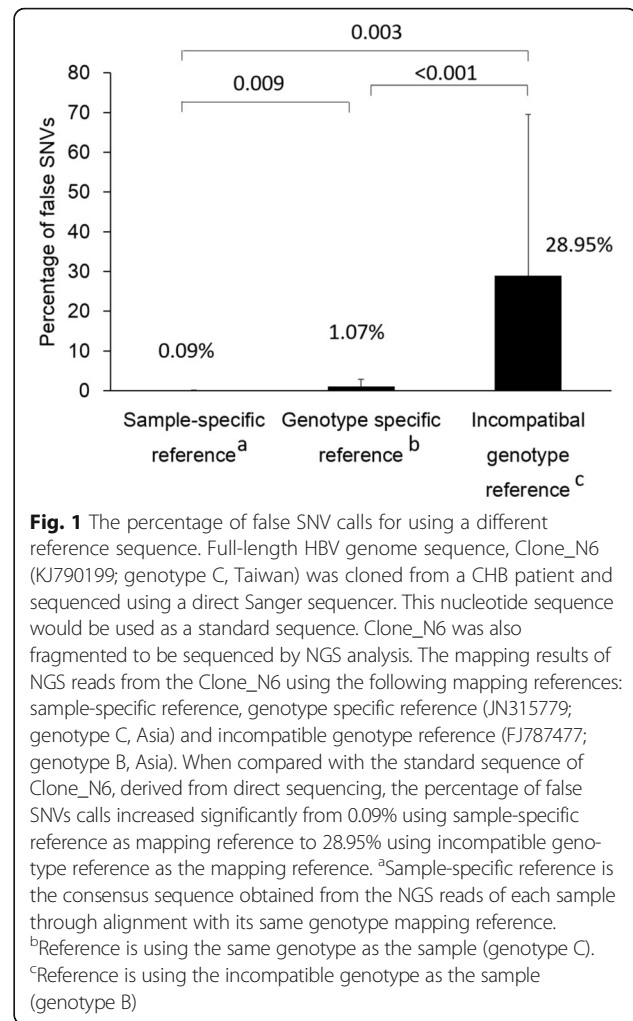 0.003
0.009
<0.001
80
70
60
50
40
30
20
10
0
Percentage of false SNVs
0.09%
1.07%
28.95%
Sample-specific
reference a
Genotype specific
reference b
Incompatibal
genotype
reference c
Fig. 1 The percentage of false SNV calls for using a different
reference sequence. Full-length HBV genome sequence, Clone_N6
(KJ790199; genotype C, Taiwan) was cloned from a CHB patient and
sequenced using a direct Sanger sequencer. This nucleotide sequence
would be used as a standard sequence. Clone_N6 was also
fragmented to be sequenced by NGS analysis. The mapping results of
NGS reads from the Clone_N6 using the following mapping references:
sample-specific reference, genotype specific reference (JN315779;
genotype C, Asia) and incompatible genotype reference (FJ787477;
genotype B, Asia). When compared with the standard sequence of
Clone_N6, derived from direct sequencing, the percentage of false
SNVs calls increased significantly from 0.09% using sample-specific
reference as mapping reference to 28.95% using incompatible geno-
type reference as the mapping reference. aSample-specific reference is
the consensus sequence obtained from the NGS reads of each sample
through alignment with its same genotype mapping reference.
bReference is using the same genotype as the sample (genotype C).
cReference is using the incompatible genotype as the sample
(genotype B)